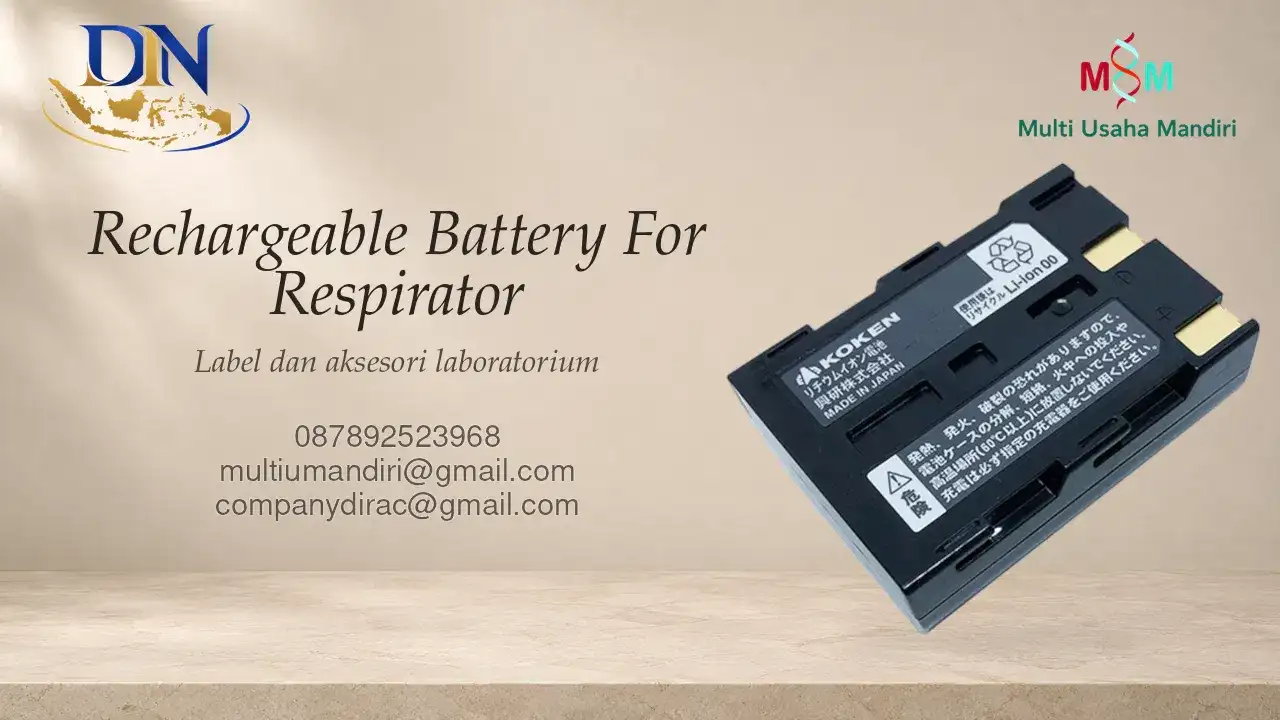 DN
M M
Multi Usaha Mandiri
Rechargeable Battery For
Respirator
Label dan aksesori laboratorium
087892523968
multiumandiri@gmail.com
companydirac@gmail.com
使用後は
リサイクル Li-ion 00
KOKEN
リチウムイオン電池
興研株式会社
MADE IN JAPAN
危険
発熱、発火、破裂の恐れがありますので、
電池ケースの分解、短絡、火中への投入や
高温場所(60℃以上)に放置しないでください。
充電は必ず指定の充電器をご使用ください。